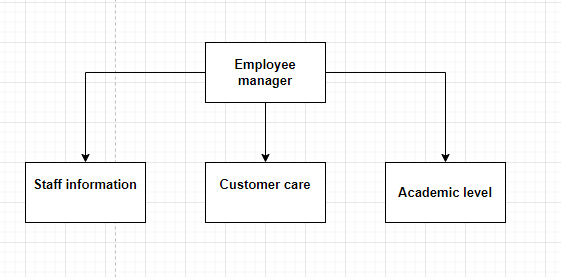 Employee
manager
Staff information
Customer care
Academic level